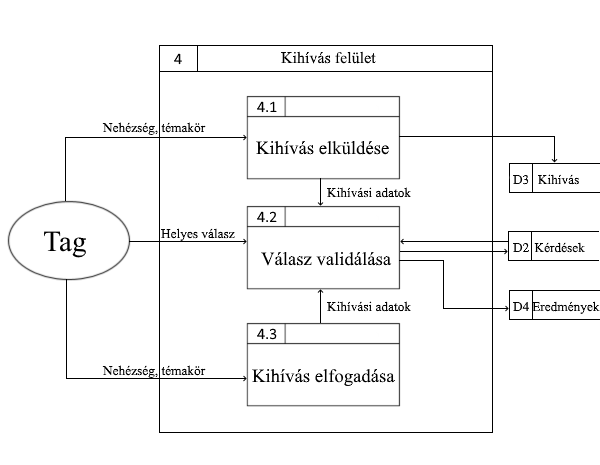 4 Kihívás felület
4.1
Nehézség, témakör
Kihívás elküldése
D3 Kihívás
Kihívási adatok
4.2
Helyes válasz
Tag
D2 Kérdések
Válasz validálása
Kihívási adatok
D4 Eredmények
4.3
Nehézség, témakör
Kihívás elfogadása